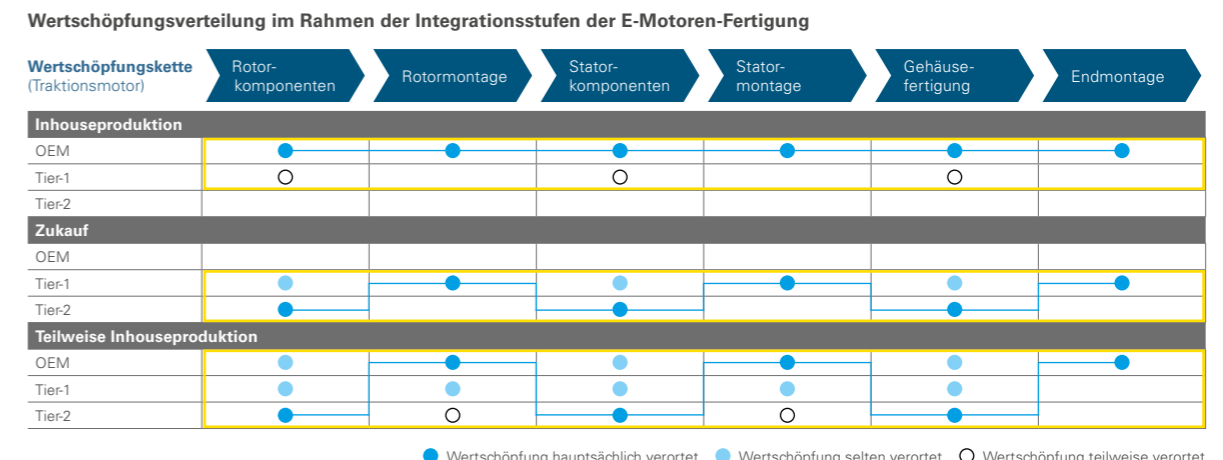 Wertschöpfungsverteilung im Rahmen der Integrationsstufen der E-Motoren-Fertigung
Wertschöpfungskette
(Traktionsmotor)
Rotor-
komponenten
Rotormontage
Stator-
komponenten
Stator-
montage
Gehäuse-
fertigung
Endmontage
Inhouseproduktion
OEM
Tier-1
Tier-2
Zukauf
OEM
Tier-1
Tier-2
Teilweise Inhouseproduktion
OEM
Tier-1
Tier-2
Wertschöpfung hauptsächlich verortet Wertschöpfung selten verortet Wertschöpfung teilweise verortet